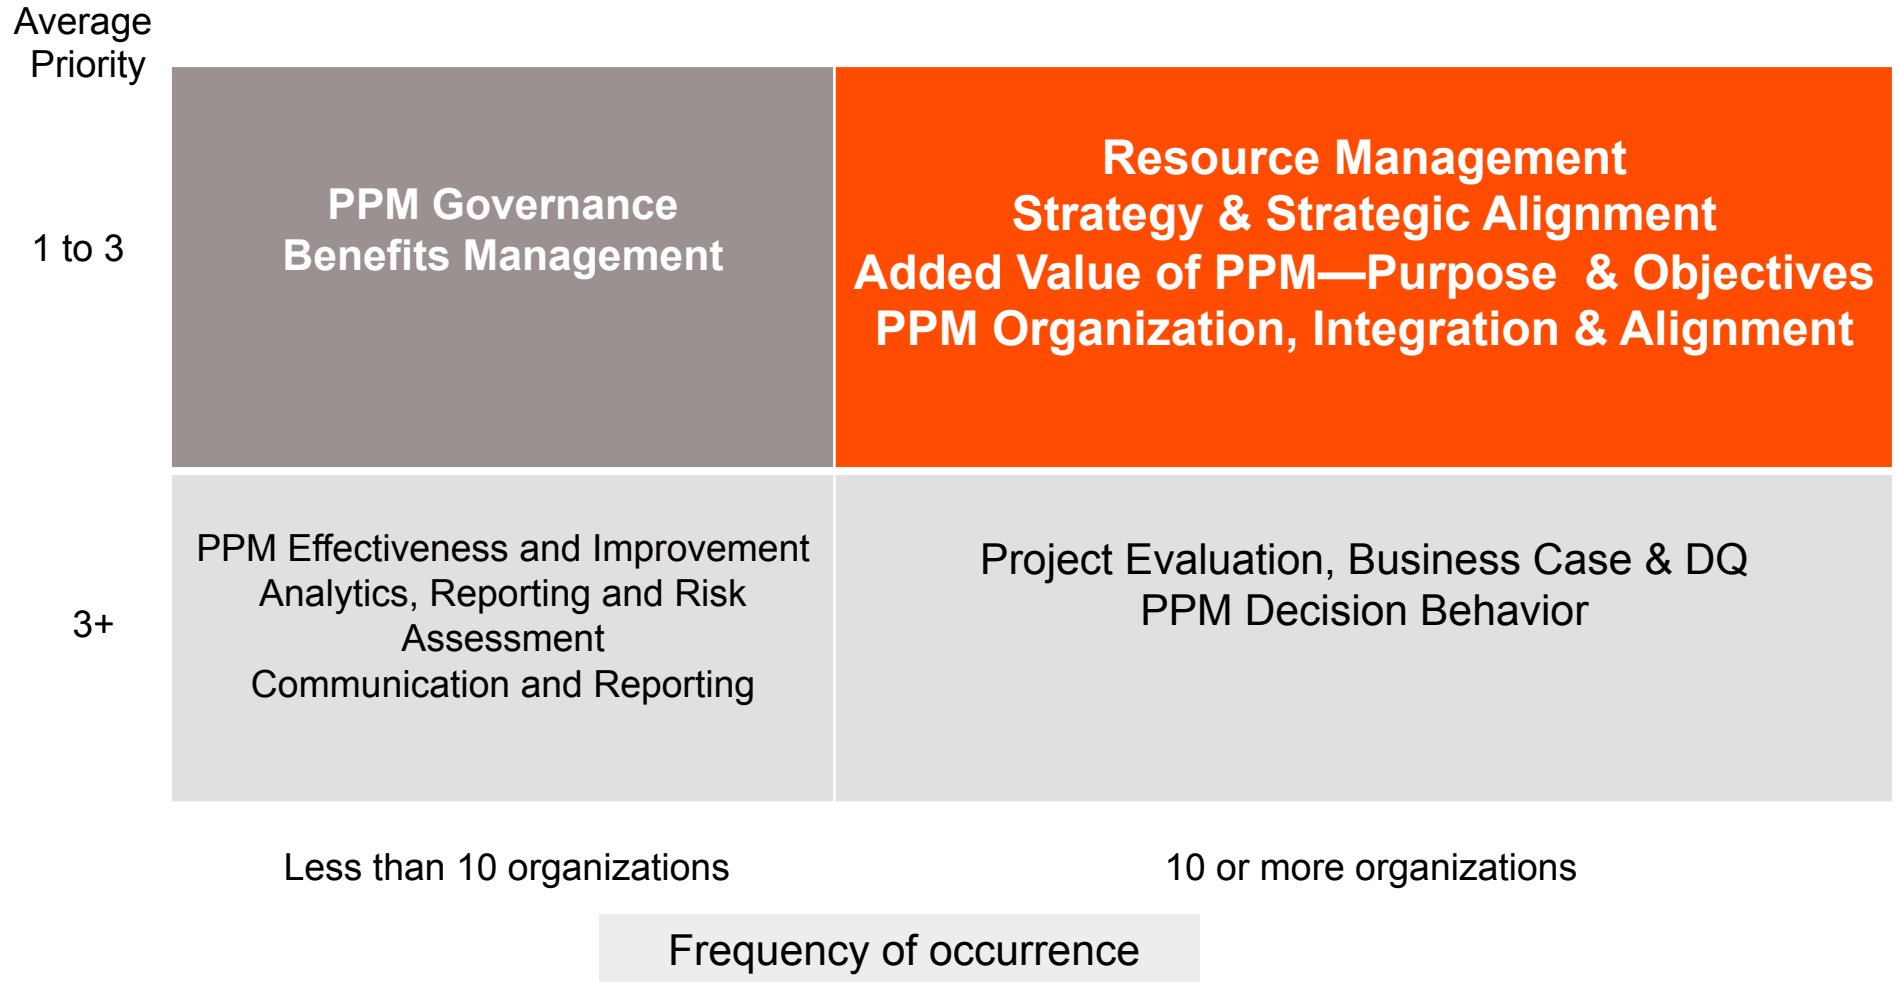 Average
Priority
1 to 3
PPM Governance
Benefits Management
Resource Management
Strategy & Strategic Alignment
Added Value of PPM—Purpose & Objectives
PPM Organization, Integration & Alignment
3+
PPM Effectiveness and Improvement
Analytics, Reporting and Risk
Assessment
Communication and Reporting
Project Evaluation, Business Case & DQ
PPM Decision Behavior
Less than 10 organizations
10 or more organizations
Frequency of occurrence